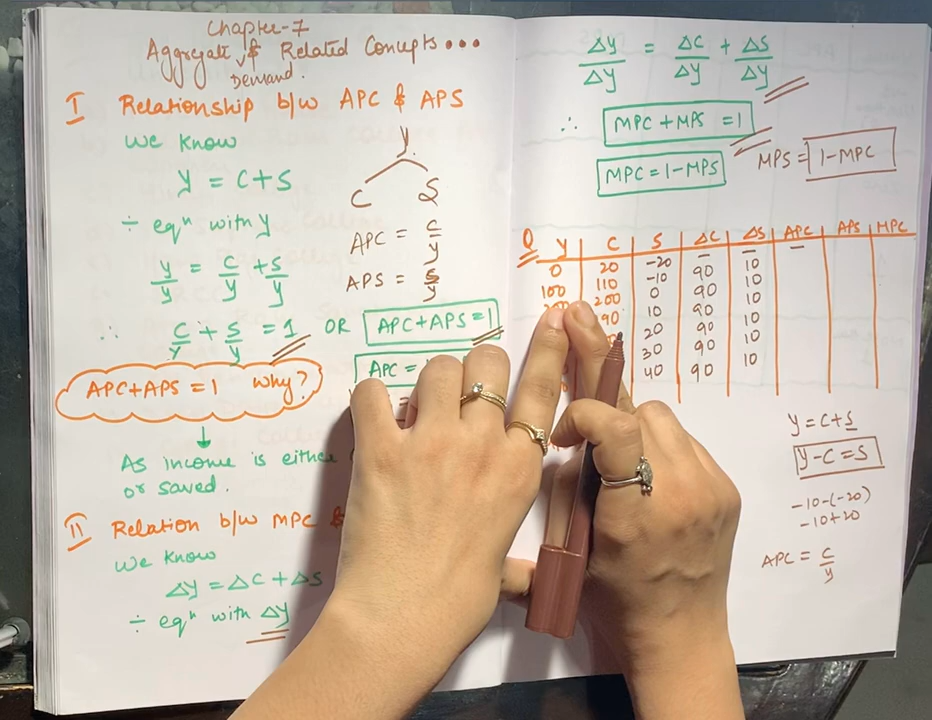 Chapter-7
Aggregate Demand & Related Concepts...
I Relationship b/w APC & APS
We know
y = C+S
÷ eqⁿ with y
y/y = C/y + S/y
∴ C/y + S/y = 1 OR APC+APS=1
APC =
APC+APS = 1 why?
As income is either
or saved.
II Relation b/w MPC &
We know
Δy = ΔC + ΔS
÷ eqⁿ with Δy
y
C S
APC = C/y
APS = S/y
Δy/Δy = ΔC/Δy + ΔS/Δy
∴ MPC + MPS = 1
MPC = 1-MPS
MPS = 1-MPC
Q y C S ΔC ΔS APC APS MPC
— — —
0 20 -20 90 10
100 110 -10 90 10
200 0 90 10
90 10 90 10
20 90 10
30 90 10
40 90
y = C+S
y-C=S
-10-(-20)
-10+20
APC = C/y